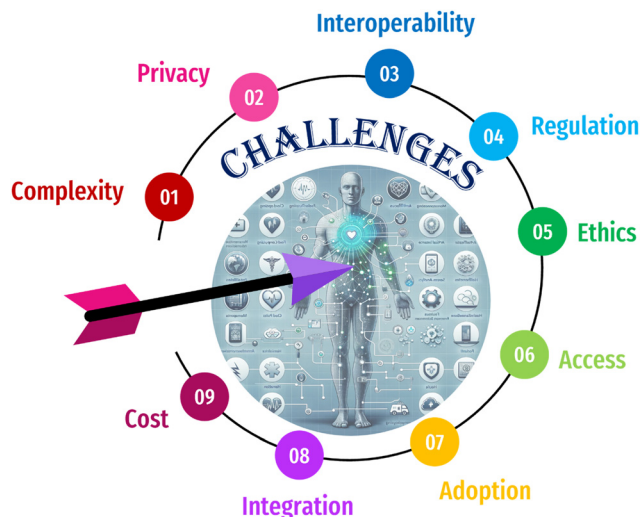 Interoperability
03
Privacy
02
04
Regulation
CHALLENGES
Complexity
01
05
Ethics
06
Access
09
Cost
07
08
Adoption
Integration